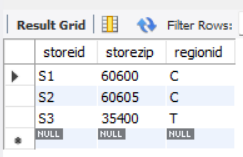 Result Grid Filter Rows:
storeid storezip regionid
S1 60600 C
S2 60605 C
S3 35400 T
NULL NULL NULL